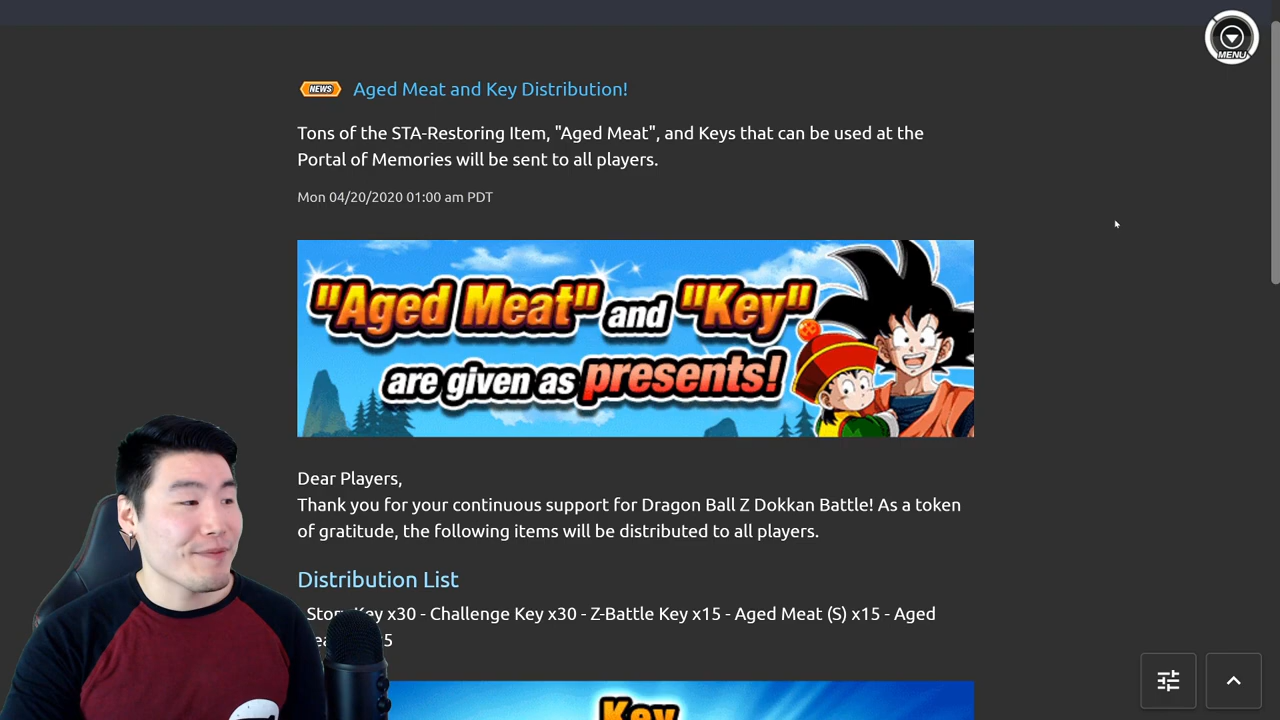 MENU
NEWS Aged Meat and Key Distribution!
Tons of the STA-Restoring Item, "Aged Meat", and Keys that can be used at the
Portal of Memories will be sent to all players.
Mon 04/20/2020 01:00 am PDT
"Aged Meat" and "Key"
are given as presents!
Dear Players,
Thank you for your continuous support for Dragon Ball Z Dokkan Battle! As a token
of gratitude, the following items will be distributed to all players.
Distribution List
Key x30 - Challenge Key x30 - Z-Battle Key x15 - Aged Meat (S) x15 - Aged
Key